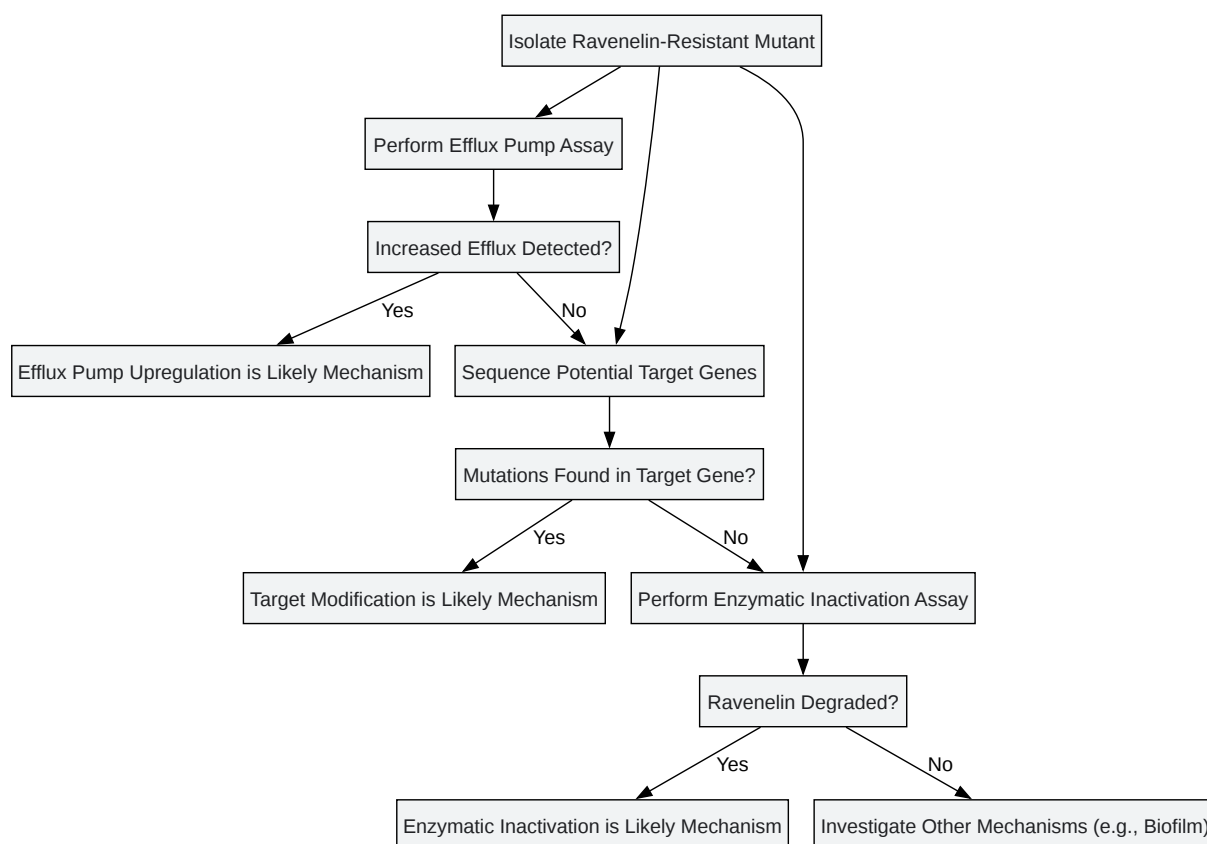 Isolate Ravenelin-Resistant Mutant
Perform Efflux Pump Assay
Increased Efflux Detected?
Yes
No
Efflux Pump Upregulation is Likely Mechanism
Sequence Potential Target Genes
Mutations Found in Target Gene?
Yes
No
Target Modification is Likely Mechanism
Perform Enzymatic Inactivation Assay
Ravenelin Degraded?
Yes
No
Enzymatic Inactivation is Likely Mechanism
Investigate Other Mechanisms (e.g., Biofilm)